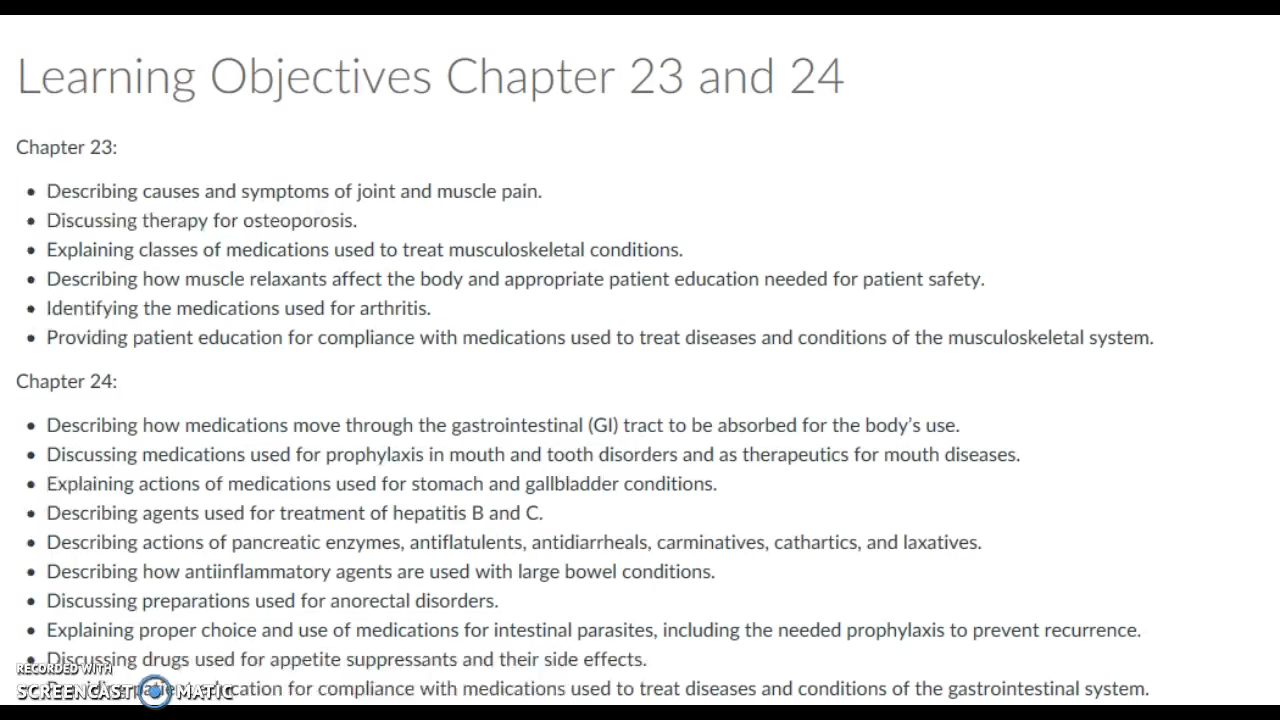 Learning Objectives Chapter 23 and 24
Chapter 23:
• Describing causes and symptoms of joint and muscle pain.
• Discussing therapy for osteoporosis.
• Explaining classes of medications used to treat musculoskeletal conditions.
• Describing how muscle relaxants affect the body and appropriate patient education needed for patient safety.
• Identifying the medications used for arthritis.
• Providing patient education for compliance with medications used to treat diseases and conditions of the musculoskeletal system.
Chapter 24:
• Describing how medications move through the gastrointestinal (GI) tract to be absorbed for the body’s use.
• Discussing medications used for prophylaxis in mouth and tooth disorders and as therapeutics for mouth diseases.
• Explaining actions of medications used for stomach and gallbladder conditions.
• Describing agents used for treatment of hepatitis B and C.
• Describing actions of pancreatic enzymes, antiflatulents, antidiarrheals, carminatives, cathartics, and laxatives.
• Describing how antiinflammatory agents are used with large bowel conditions.
• Discussing preparations used for anorectal disorders.
• Explaining proper choice and use of medications for intestinal parasites, including the needed prophylaxis to prevent recurrence.
• Discussing drugs used for appetite suppressants and their side effects.
for compliance with medications used to treat diseases and conditions of the gastrointestinal system.
RECORDED WITH
SCREENCAST MATIC